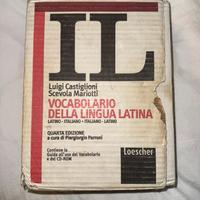 IL
Luigi Castiglioni
Scevola Mariotti
VOCABOLARIO
DELLA LINGUA LATINA
LATINO - ITALIANO • ITALIANO - LATINO
QUARTA EDIZIONE
a cura di Piergiorgio Parroni
Contiene la
Guida all'uso del Vocabolario
e del CD-ROM
Loescher